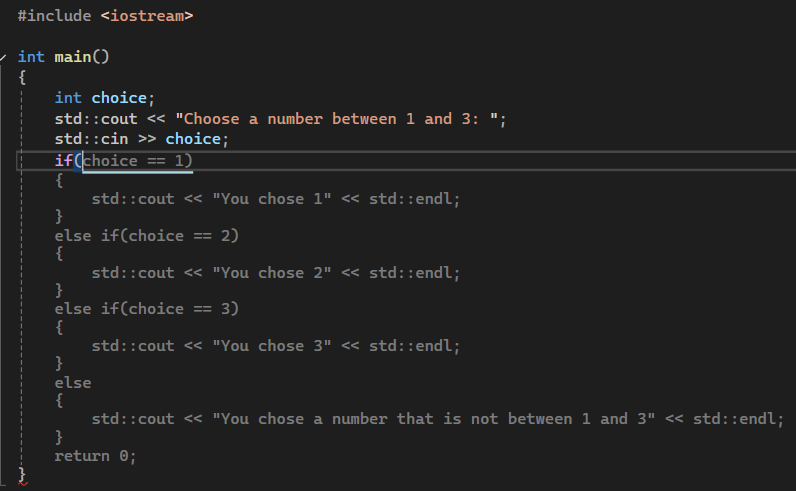 #include <iostream>
int main()
{
    int choice;
    std::cout << "Choose a number between 1 and 3: ";
    std::cin >> choice;
    if(choice == 1)
    {
        std::cout << "You chose 1" << std::endl;
    }
    else if(choice == 2)
    {
        std::cout << "You chose 2" << std::endl;
    }
    else if(choice == 3)
    {
        std::cout << "You chose 3" << std::endl;
    }
    else
    {
        std::cout << "You chose a number that is not between 1 and 3" << std::endl;
    }
    return 0;
}